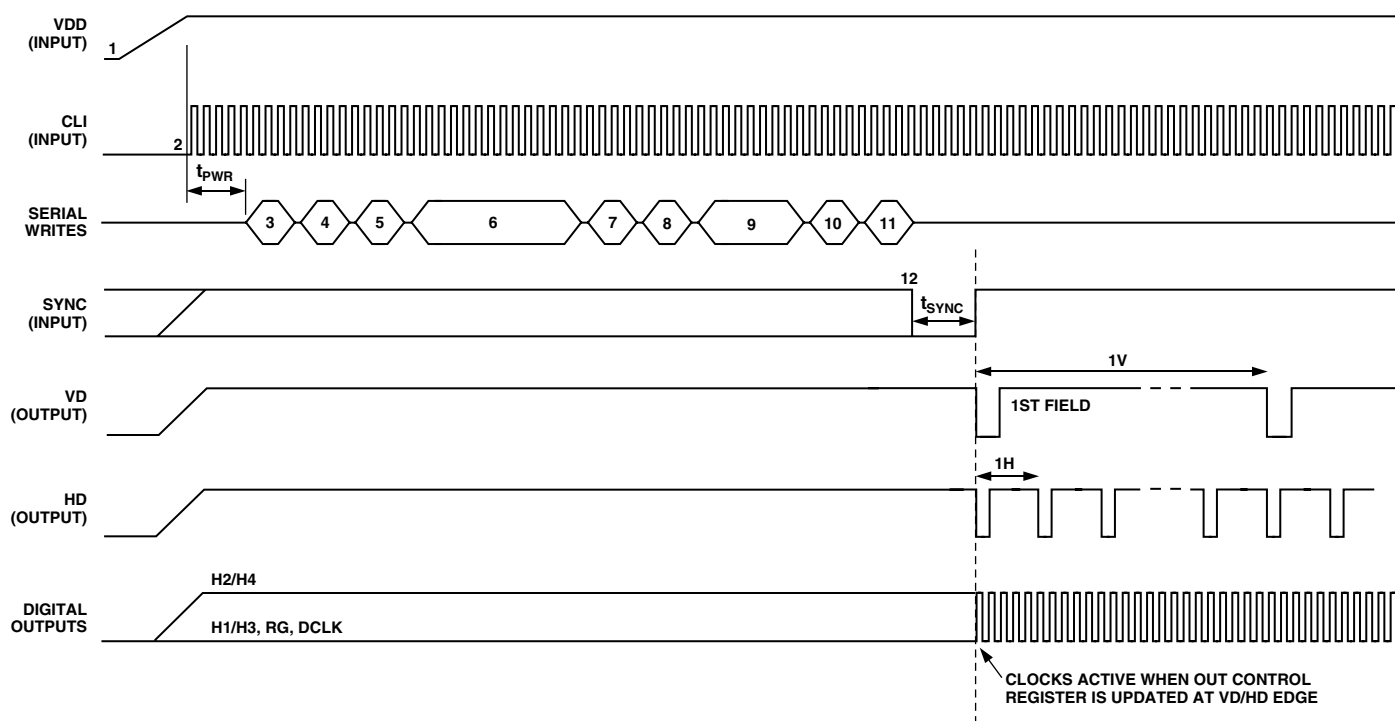 VDD
(INPUT)
1
CLI
(INPUT)
2
tPWR
SERIAL
WRITES
3 4 5 6 7 8 9 10 11
SYNC
(INPUT)
12
tSYNC
VD
(OUTPUT)
1V
1ST FIELD
HD
(OUTPUT)
1H
DIGITAL
OUTPUTS
H2/H4
H1/H3, RG, DCLK
CLOCKS ACTIVE WHEN OUT CONTROL
REGISTER IS UPDATED AT VD/HD EDGE